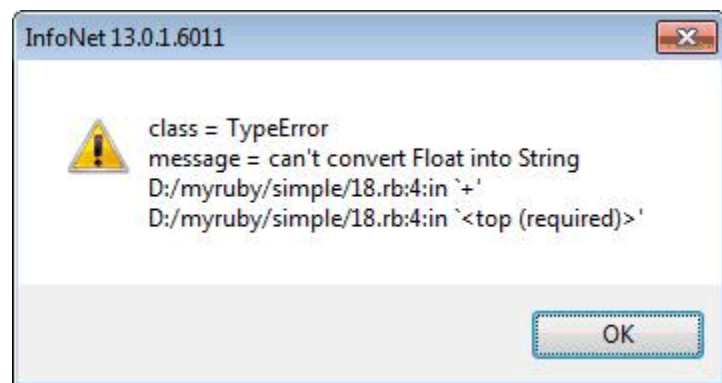 InfoNet 13.0.1.6011
class = TypeError
message = can't convert Float into String
D:/myruby/simple/18.rb:4:in `+'
D:/myruby/simple/18.rb:4:in `<top (required)>'
OK